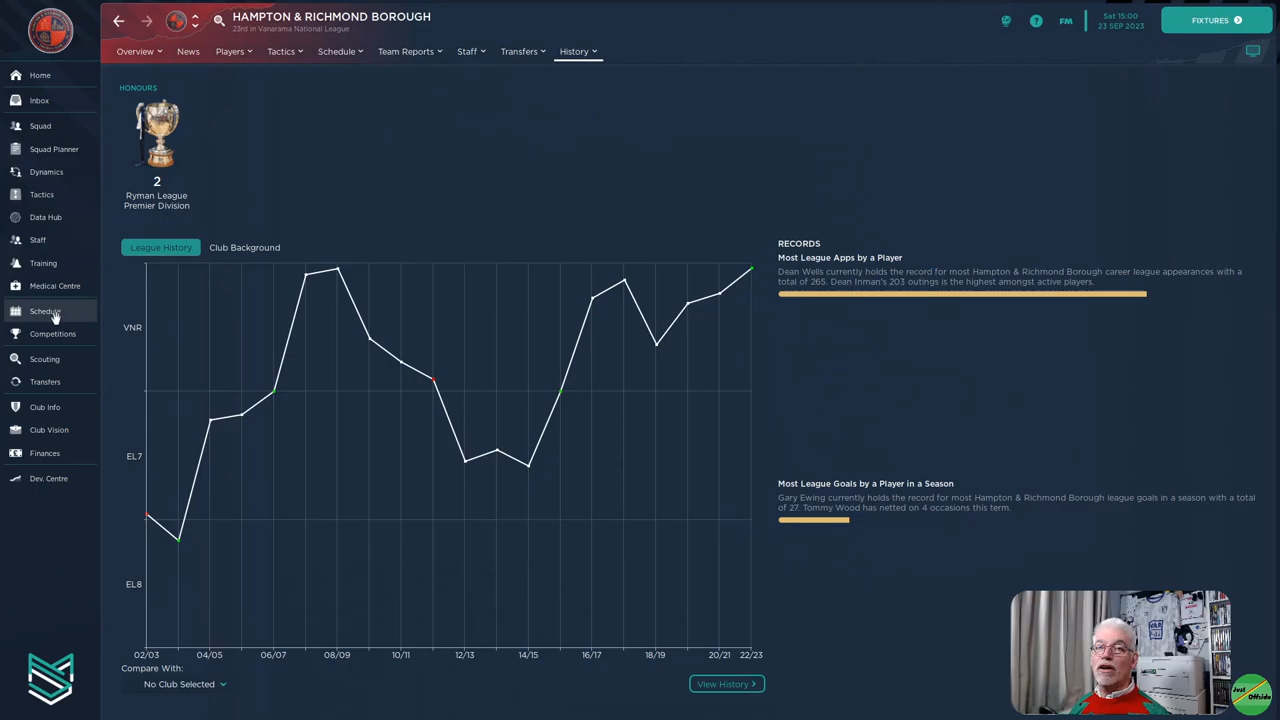 HAMPTON & RICHMOND BOROUGH
23rd in Vanarama National League
FM
Sat 15:00
23 SEP 2023
FIXTURES
Overview
News
Players
Tactics
Schedule
Team Reports
Staff
Transfers
History
Home
Inbox
Squad
Squad Planner
Dynamics
Tactics
Data Hub
Staff
Training
Medical Centre
Schedule
Competitions
Scouting
Transfers
Club Info
Club Vision
Finances
Dev. Centre
HONOURS
2
Ryman League
Premier Division
League History
Club Background
VNR
EL7
EL8
02/03
04/05
06/07
08/09
10/11
12/13
14/15
16/17
18/19
20/21
22/23
Compare With:
No Club Selected
View History
RECORDS
Most League Apps by a Player
Dean Wells currently holds the record for most Hampton & Richmond Borough career league appearances with a
total of 265. Dean Inman's 203 outings is the highest amongst active players.
Most League Goals by a Player in a Season
Gary Ewing currently holds the record for most Hampton & Richmond Borough league goals in a season with a total
of 27. Tommy Wood has netted on 4 occasions this term.
VAR
Just
Offside